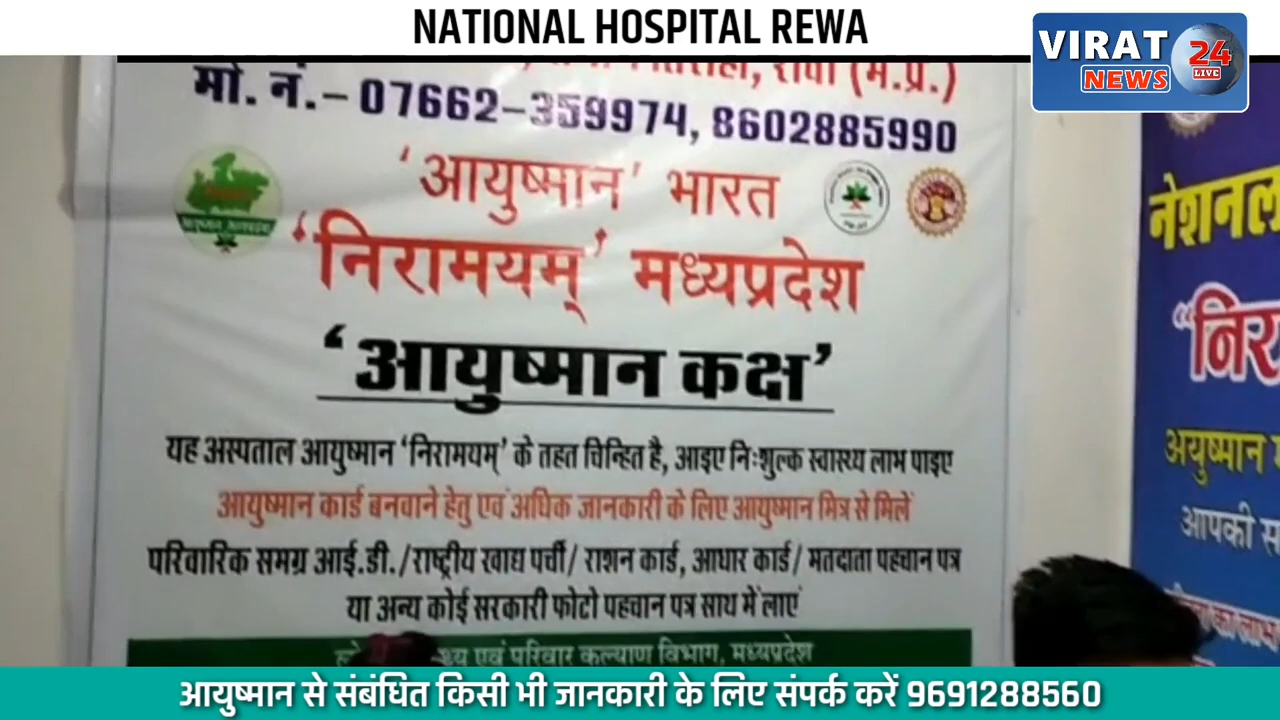 NATIONAL HOSPITAL REWA
VIRAT
NEWS
24
LIVE
रीवा (म.प्र.)
मो. नं.– 07662–359974, 8602885990
'आयुष्मान' भारत
'निरामयम्' मध्यप्रदेश
'आयुष्मान कक्ष'
यह अस्पताल आयुष्मान 'निरामयम्' के तहत चिन्हित है, आइए निःशुल्क स्वास्थ्य लाभ पाइए
आयुष्मान कार्ड बनवाने हेतु एवं अधिक जानकारी के लिए आयुष्मान मित्र से मिलें
परिवारिक समग्र आई.डी./राष्ट्रीय खाद्य पर्ची/ राशन कार्ड, आधार कार्ड/ मतदाता पहचान पत्र
या अन्य कोई सरकारी फोटो पहचान पत्र साथ में लाएं
एवं परिवार कल्याण विभाग, मध्यप्रदेश
नेशनल
अयुष्मान
आपकी
का लाभ
आयुष्मान से संबंधित किसी भी जानकारी के लिए संपर्क करें 9691288560